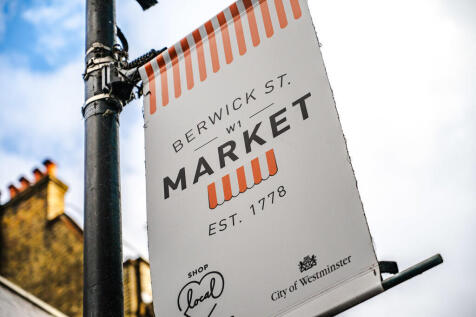 BERWICK ST.
W1
MARKET
EST. 1778
SHOP
local
City of Westminster